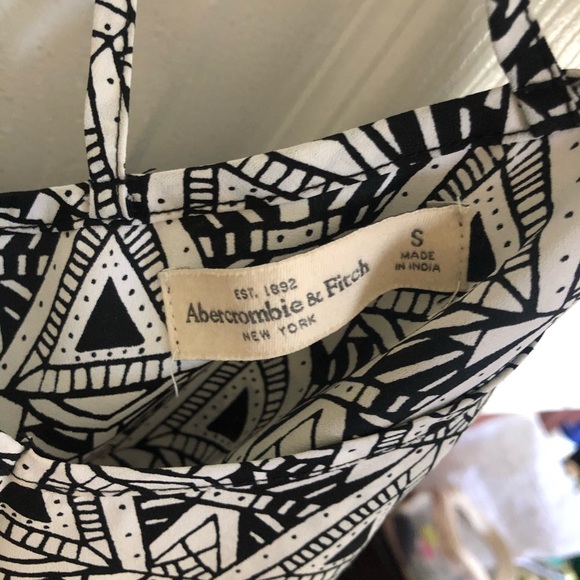 EST. 1892
Abercrombie & Fitch
NEW YORK
S
MADE
IN INDIA